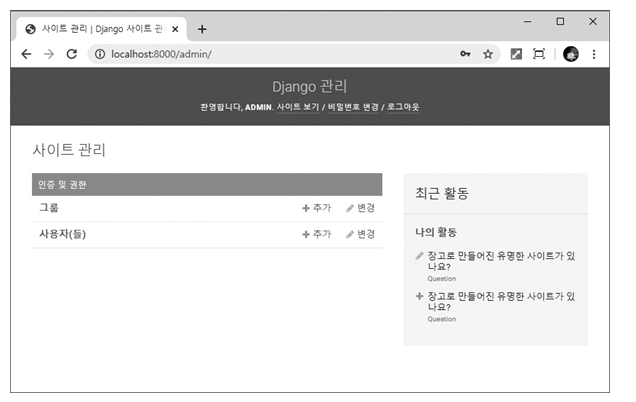 사이트 관리 | Django 사이트 관
localhost:8000/admin/
Django 관리
환영합니다, ADMIN. 사이트 보기 / 비밀번호 변경 / 로그아웃
사이트 관리
인증 및 권한
그룹 추가 변경
사용자(들) 추가 변경
최근 활동
나의 활동
장고로 만들어진 유명한 사이트가 있
나요?
Question
장고로 만들어진 유명한 사이트가 있
나요?
Question